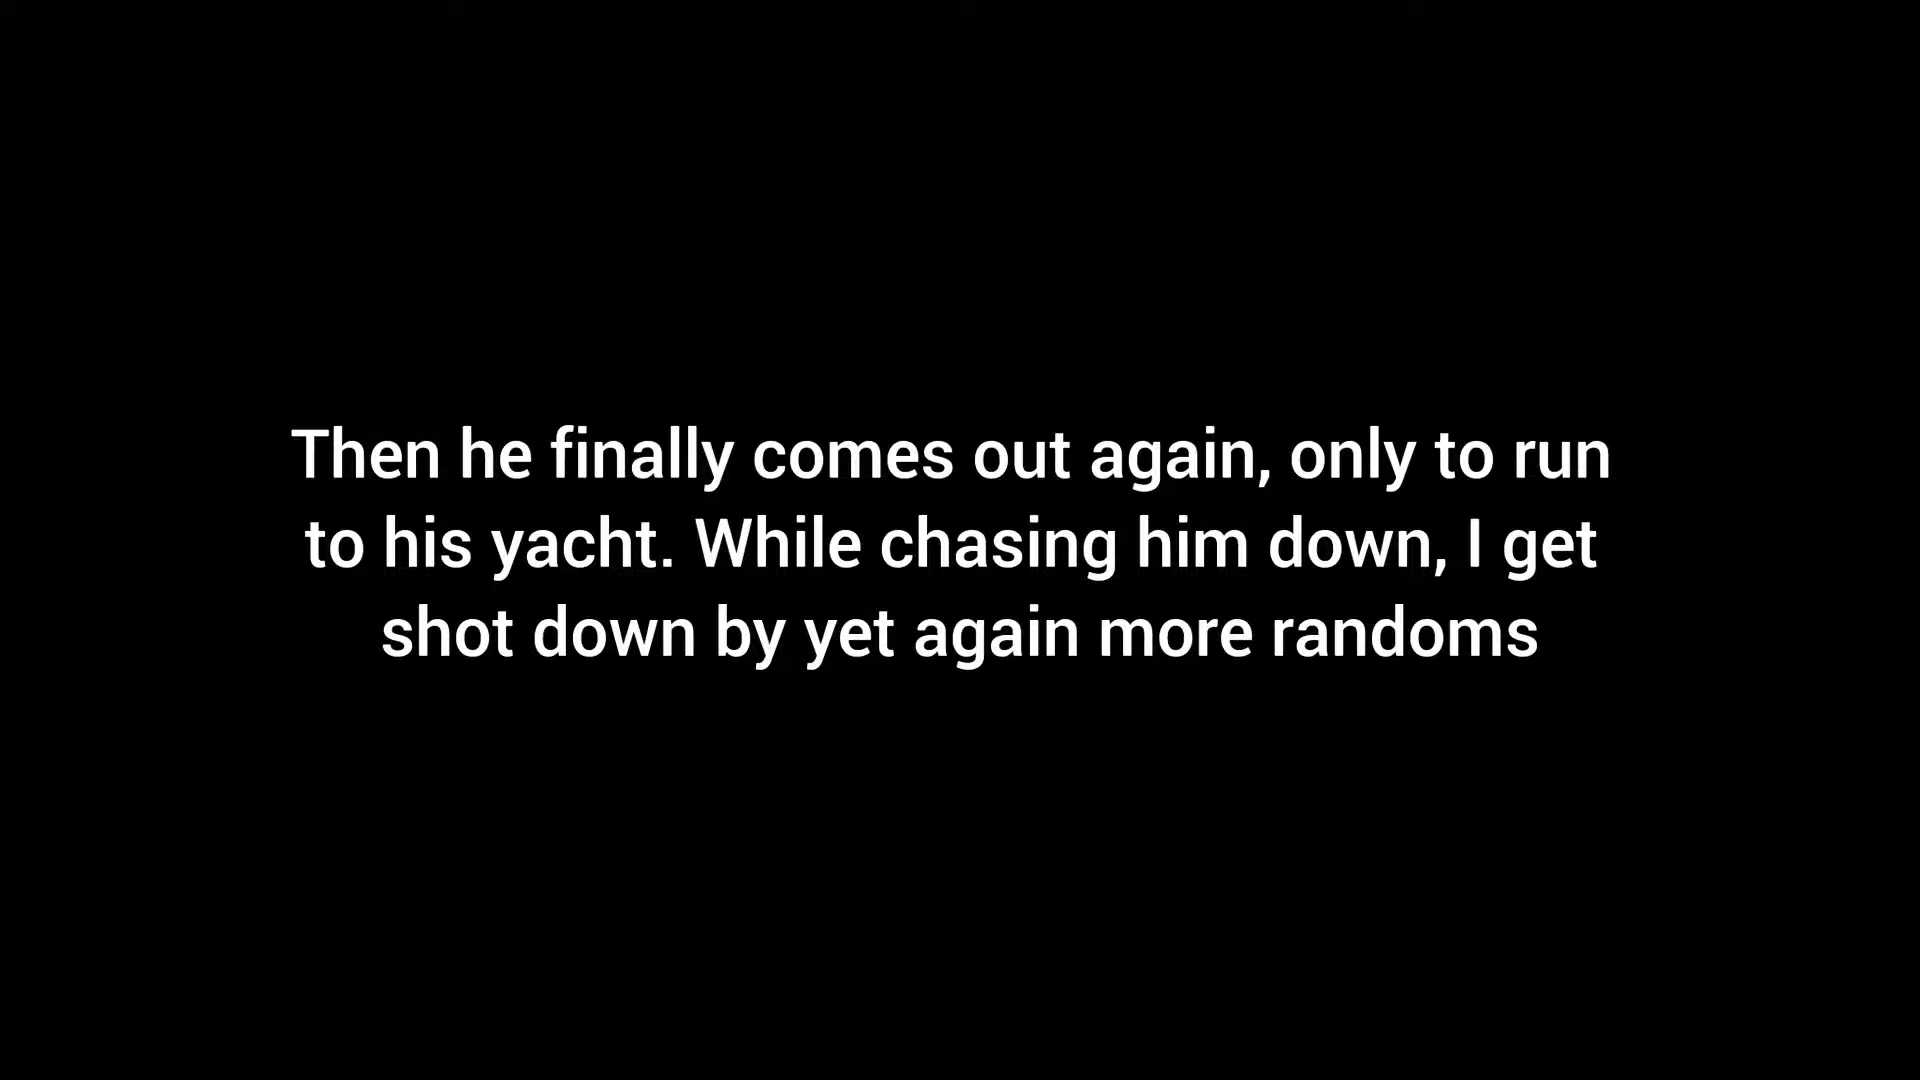 Then he finally comes out again, only to run
to his yacht. While chasing him down, I get
shot down by yet again more randoms